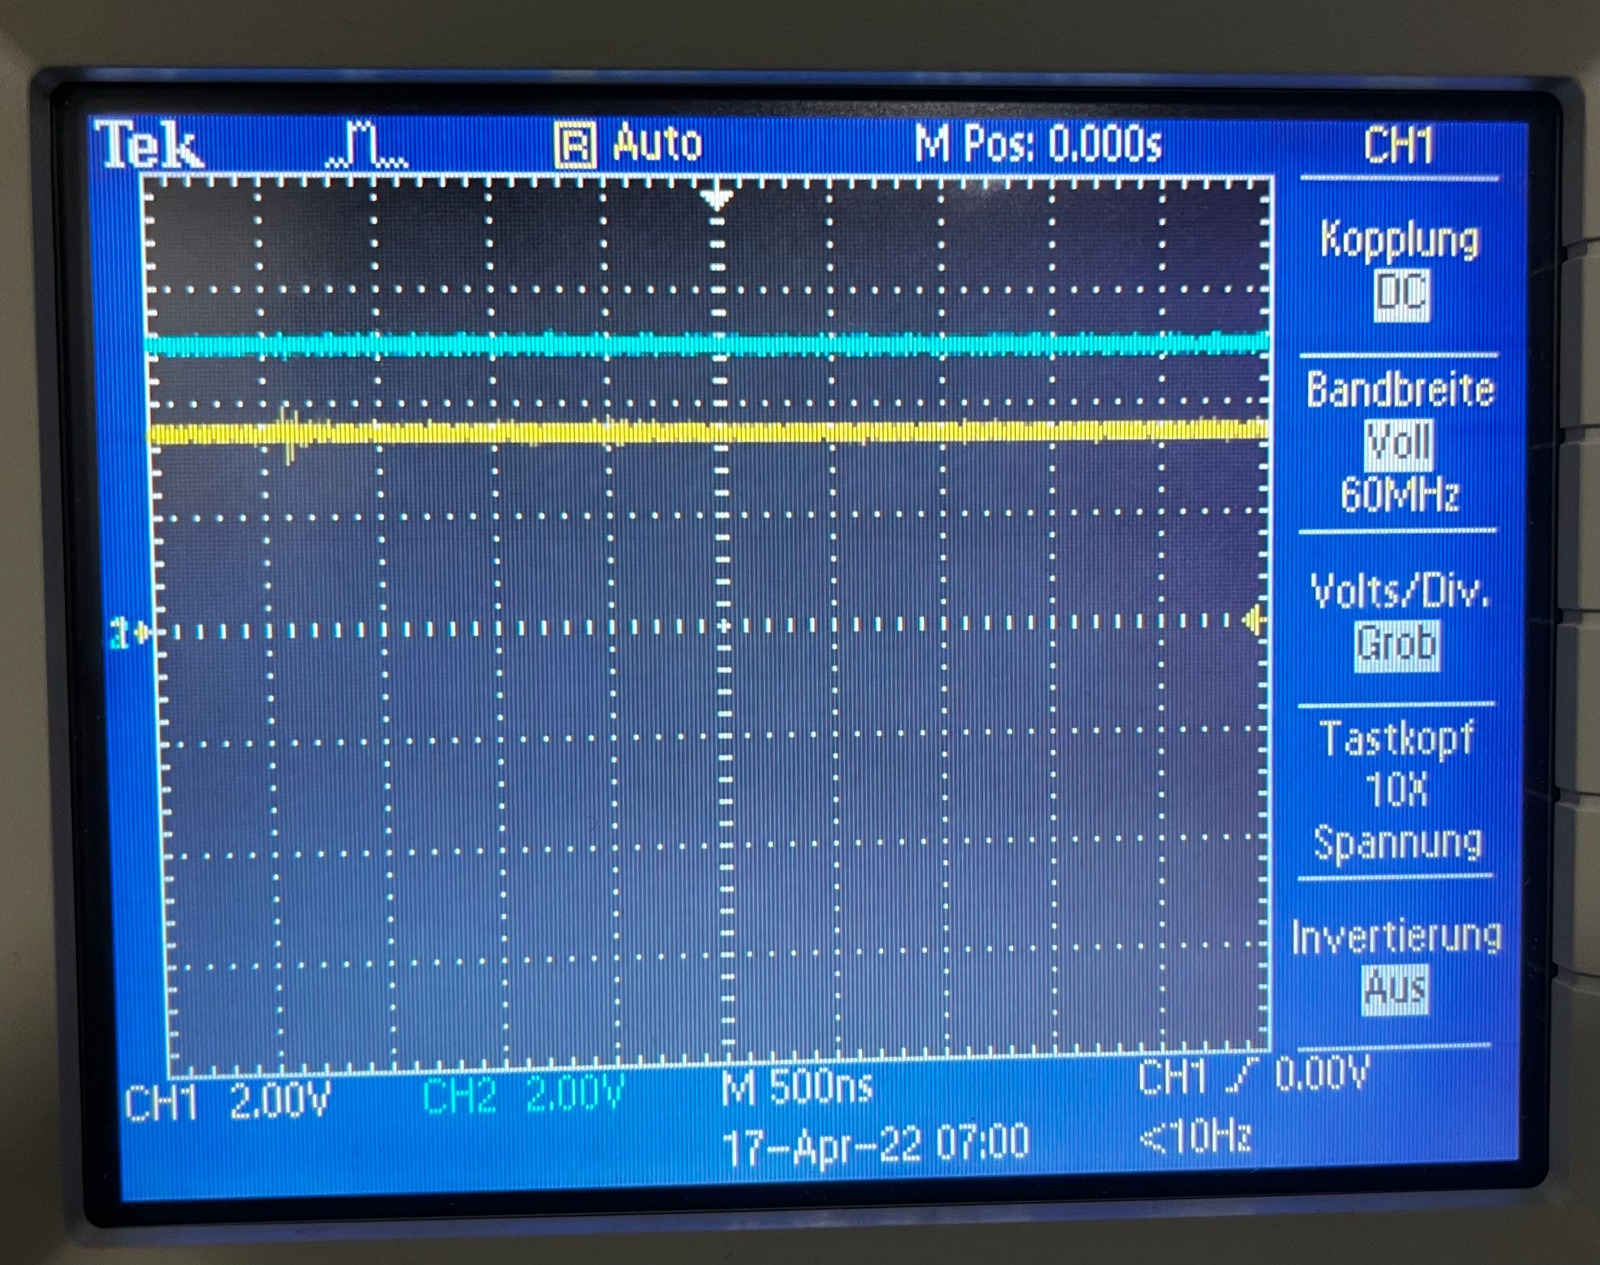 Tek R Auto M Pos: 0.000s CH1
Kopplung
DC
Bandbreite
Voll
60MHz
Volts/Div.
Grob
Tastkopf
10X
Spannung
Invertierung
Aus
CH1 2.00V CH2 2.00V M 500ns CH1 0.00V
17-Apr-22 07:00 <10Hz